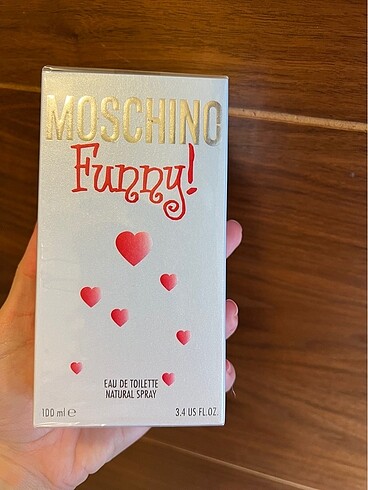 MOSCHINO
Funny!
EAU DE TOILETTE
NATURAL SPRAY
100 ml ℮
3.4 US FL.OZ.